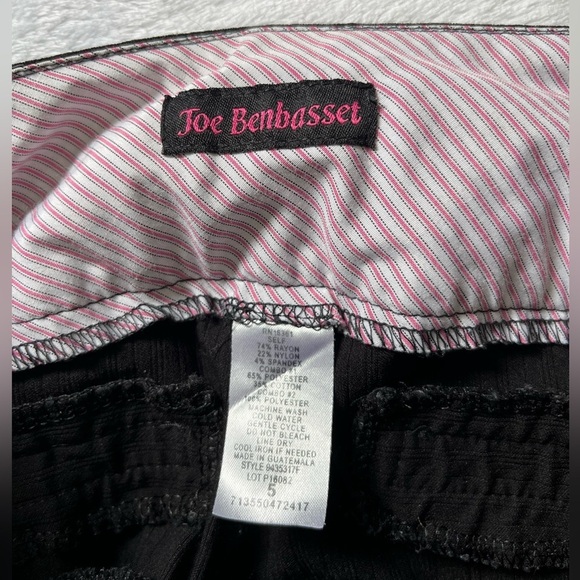 Joe Benbasset
RN16361
SELF
74% RAYON
22% NYLON
4% SPANDEX
COMBO #1
65% POLYESTER
35% COTTON
COMBO #2
100% POLYESTER
MACHINE WASH
COLD WATER
GENTLE CYCLE
DO NOT BLEACH
LINE DRY
COOL IRON IF NEEDED
MADE IN GUATEMALA
STYLE 9435317F
LOT P16082
5
713550472417